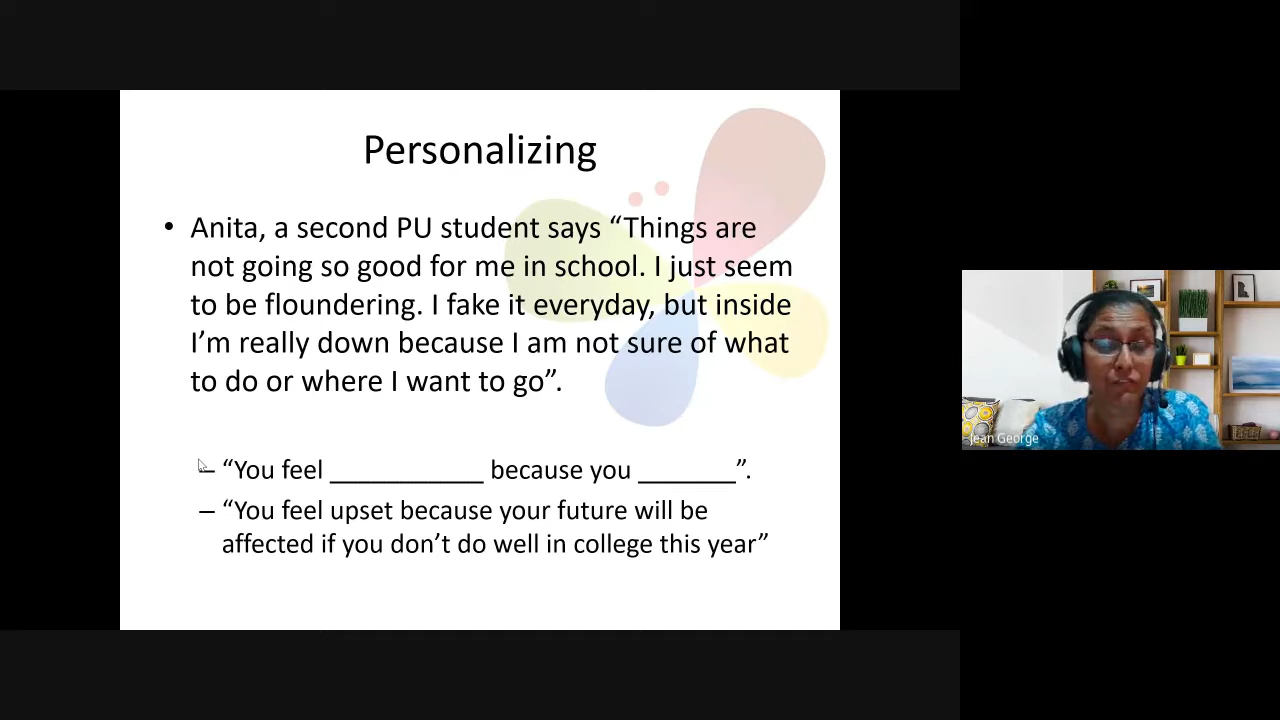 Personalizing
• Anita, a second PU student says “Things are
not going so good for me in school. I just seem
to be floundering. I fake it everyday, but inside
I’m really down because I am not sure of what
to do or where I want to go”.
– “You feel ___________ because you _______”.
– “You feel upset because your future will be
affected if you don’t do well in college this year”
Jean George